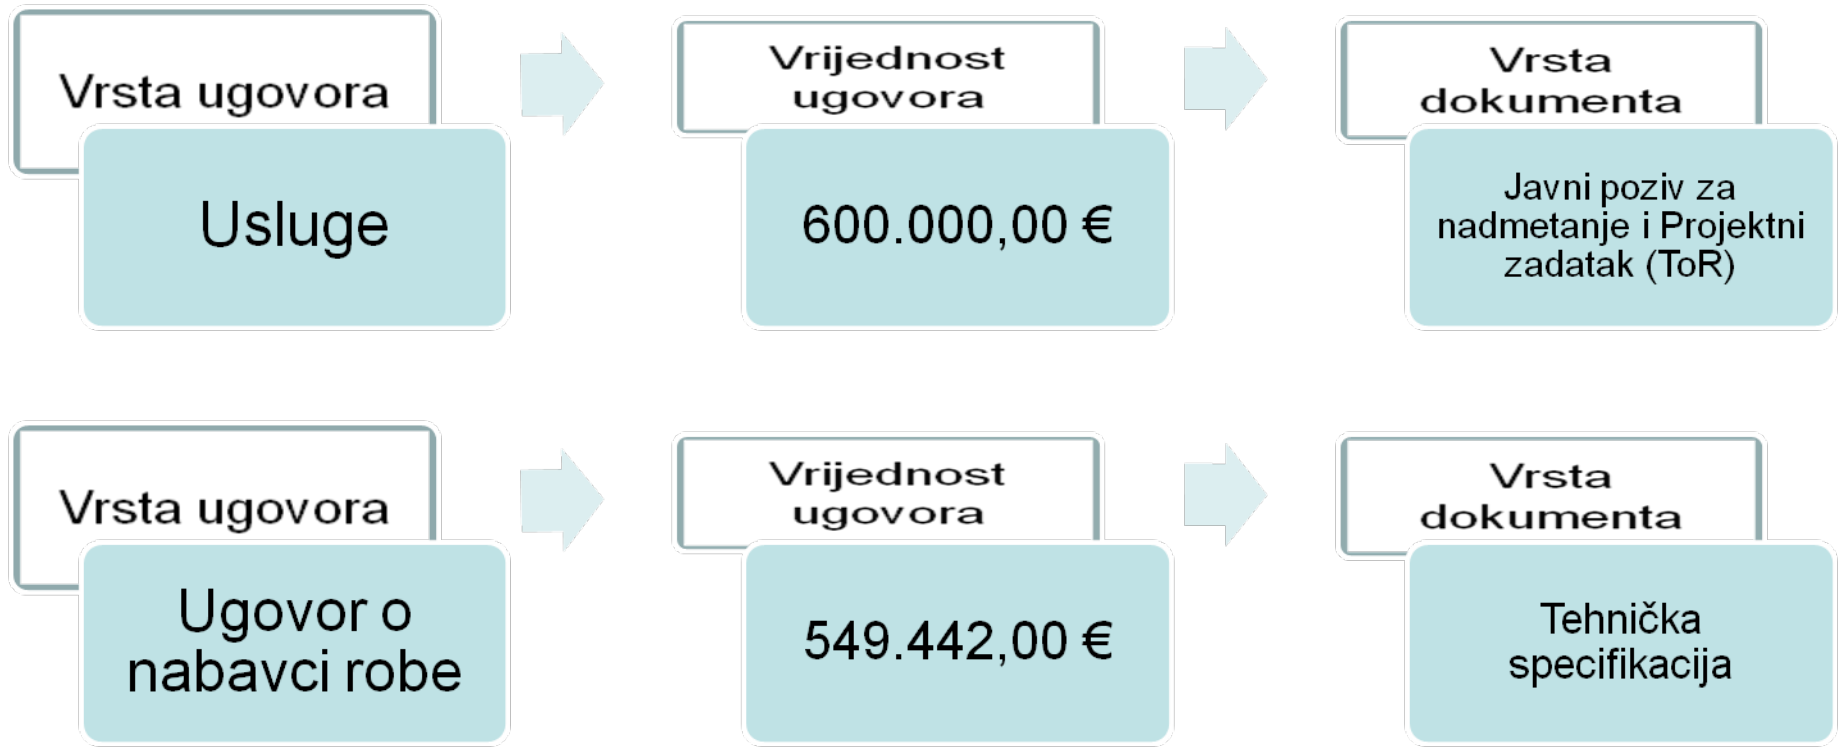 Vrsta ugovora
Usluge
Vrijednost
ugovora
600.000,00 €
Vrsta
dokumenta
Javni poziv za
nadmetanje i Projektni
zadatak (ToR)
Vrsta ugovora
Ugovor o
nabavci robe
Vrijednost
ugovora
549.442,00 €
Vrsta
dokumenta
Tehnička
specifikacija